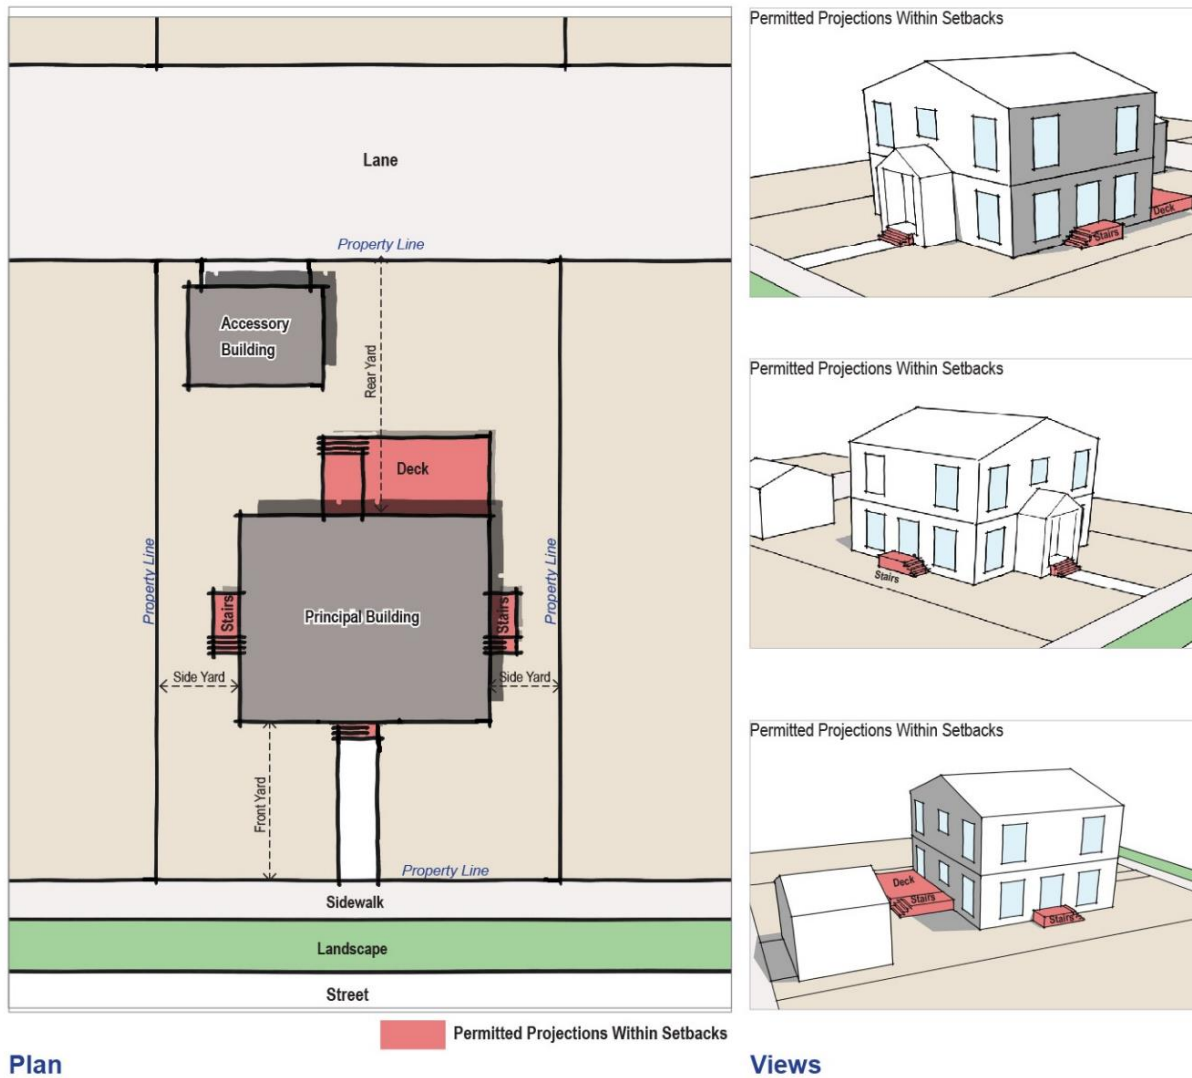 Lane
Property Line
Accessory
Building
Rear Yard
Deck
Property Line
Property Line
Stairs
Principal Building
Stairs
Side Yard
Side Yard
Front Yard
Property Line
Sidewalk
Landscape
Street
Permitted Projections Within Setbacks
Plan
Permitted Projections Within Setbacks
Deck
Stairs
Permitted Projections Within Setbacks
Stairs
Permitted Projections Within Setbacks
Deck
Stairs
Stairs
Views